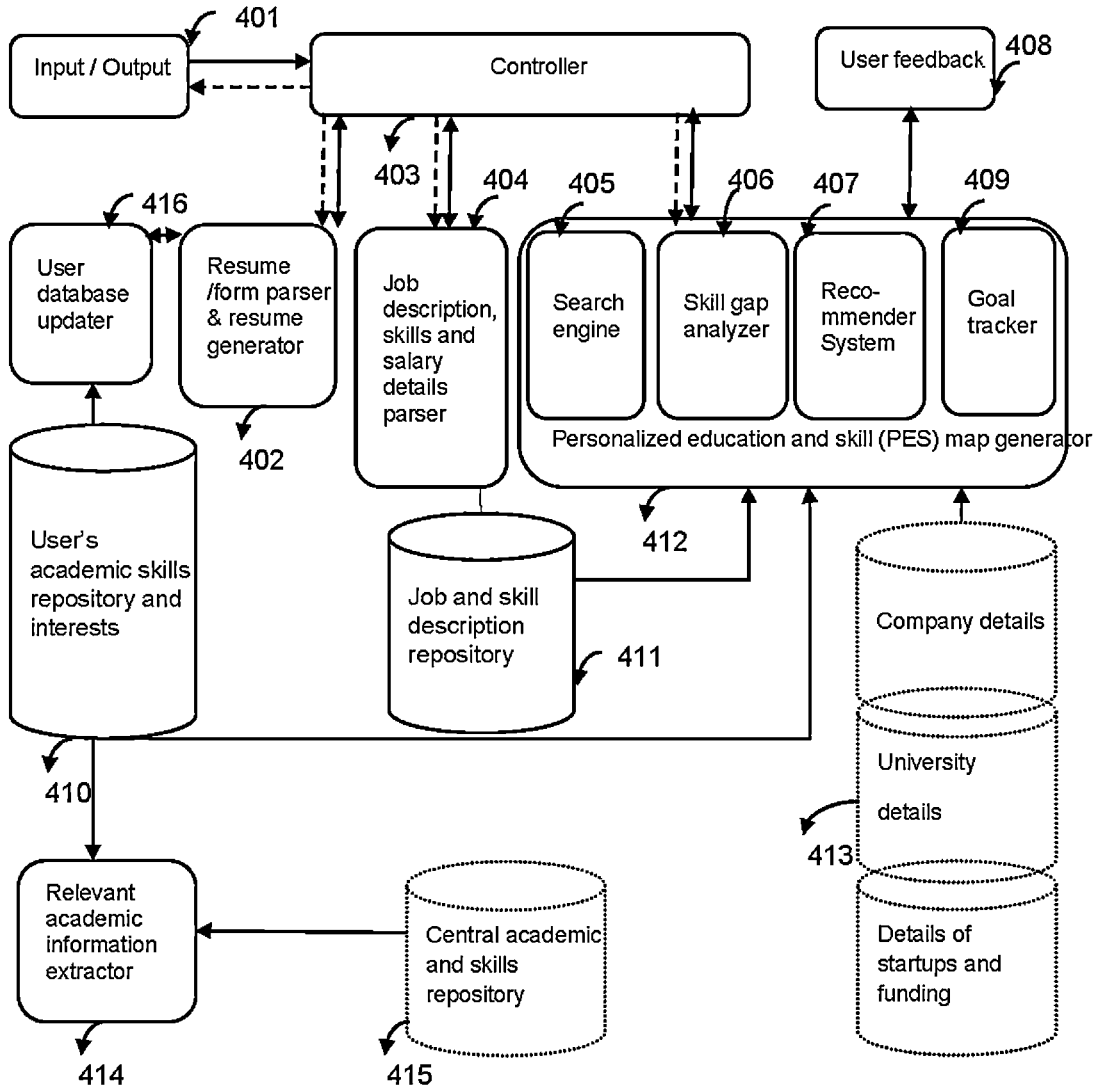 401
Input / Output
Controller
User feedback
408
403
404
405
406
407
409
416
User
database
updater
Resume
/form parser
& resume
generator
Job
description,
skills and
salary
details
parser
Search
engine
Skill gap
analyzer
Reco-
mmender
System
Goal
tracker
402
Personalized education and skill (PES) map generator
412
User's
academic skills
repository and
interests
Job and skill
description
repository
411
Company details
410
University
details
413
Relevant
academic
information
extractor
Central academic
and skills
repository
Details of
startups and
funding
414
415